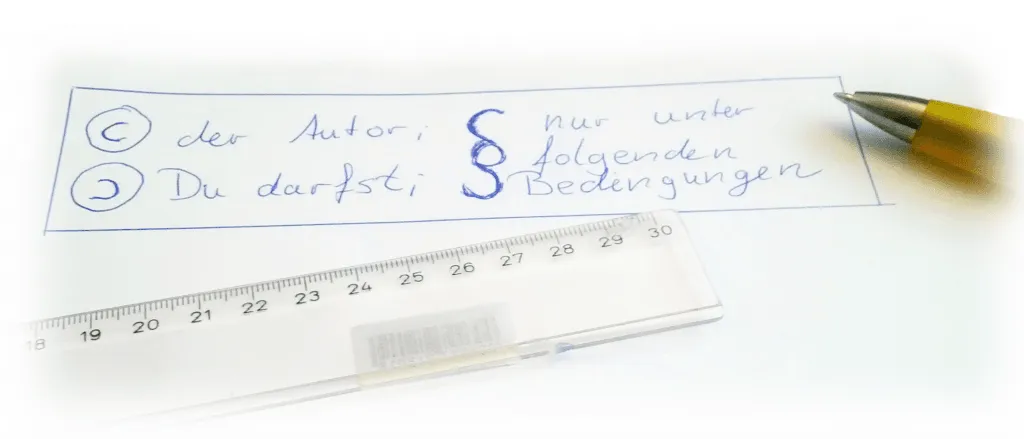 © der Autor; § nur unter
folgenden
🄯 Du darfst; Bedingungen
18 19 20 21 22 23 24 25 26 27 28 29 30